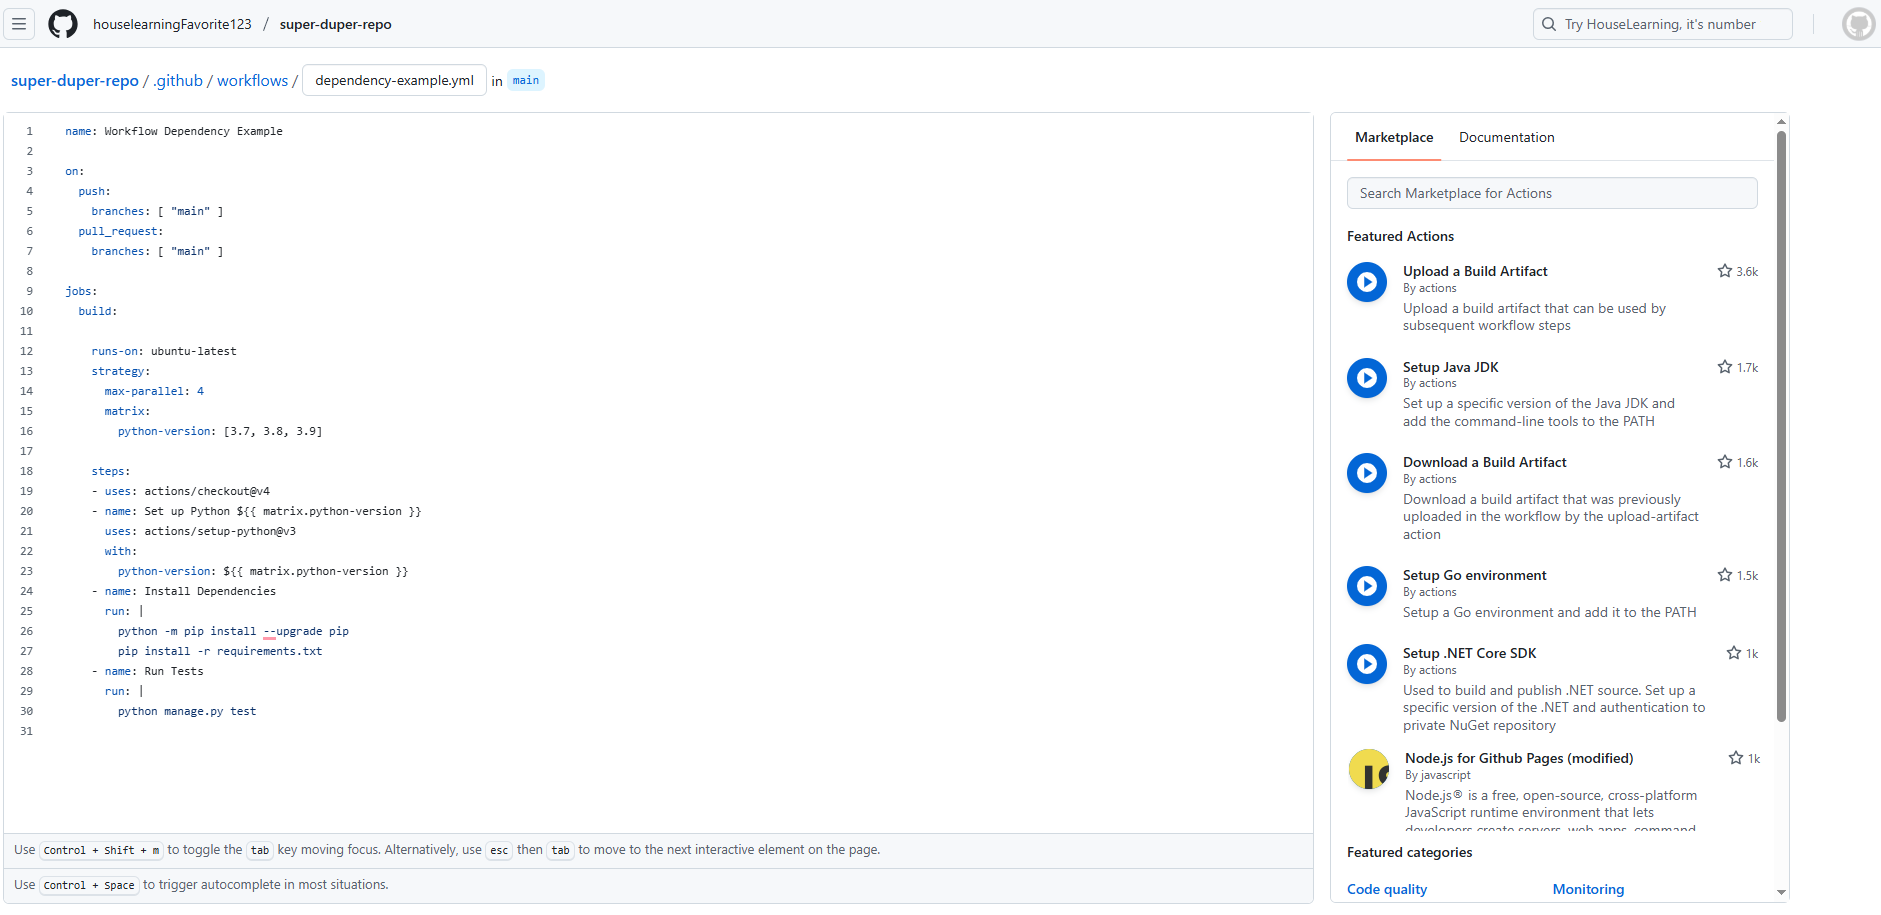 houselearningFavorite123 / super-duper-repo
Try HouseLearning, it's number
super-duper-repo / .github / workflows / dependency-example.yml in main
1 name: Workflow Dependency Example
2
3 on:
4 push:
5 branches: [ "main" ]
6 pull_request:
7 branches: [ "main" ]
8
9 jobs:
10 build:
11
12 runs-on: ubuntu-latest
13 strategy:
14 max-parallel: 4
15 matrix:
16 python-version: [3.7, 3.8, 3.9]
17
18 steps:
19 - uses: actions/checkout@v4
20 - name: Set up Python ${{ matrix.python-version }}
21 uses: actions/setup-python@v3
22 with:
23 python-version: ${{ matrix.python-version }}
24 - name: Install Dependencies
25 run: |
26 python -m pip install --upgrade pip
27 pip install -r requirements.txt
28 - name: Run Tests
29 run: |
30 python manage.py test
31
Use Control + Shift + m to toggle the tab key moving focus. Alternatively, use esc then tab to move to the next interactive element on the page.
Use Control + Space to trigger autocomplete in most situations.
Marketplace Documentation
Search Marketplace for Actions
Featured Actions
Upload a Build Artifact 3.6k
By actions
Upload a build artifact that can be used by
subsequent workflow steps
Setup Java JDK 1.7k
By actions
Set up a specific version of the Java JDK and
add the command-line tools to the PATH
Download a Build Artifact 1.6k
By actions
Download a build artifact that was previously
uploaded in the workflow by the upload-artifact
action
Setup Go environment 1.5k
By actions
Setup a Go environment and add it to the PATH
Setup .NET Core SDK 1k
By actions
Used to build and publish .NET source. Set up a
specific version of the .NET and authentication to
private NuGet repository
Node.js for Github Pages (modified) 1k
By javascript
Node.js® is a free, open-source, cross-platform
JavaScript runtime environment that lets
developers create servers, web apps, command
Featured categories
Code quality Monitoring